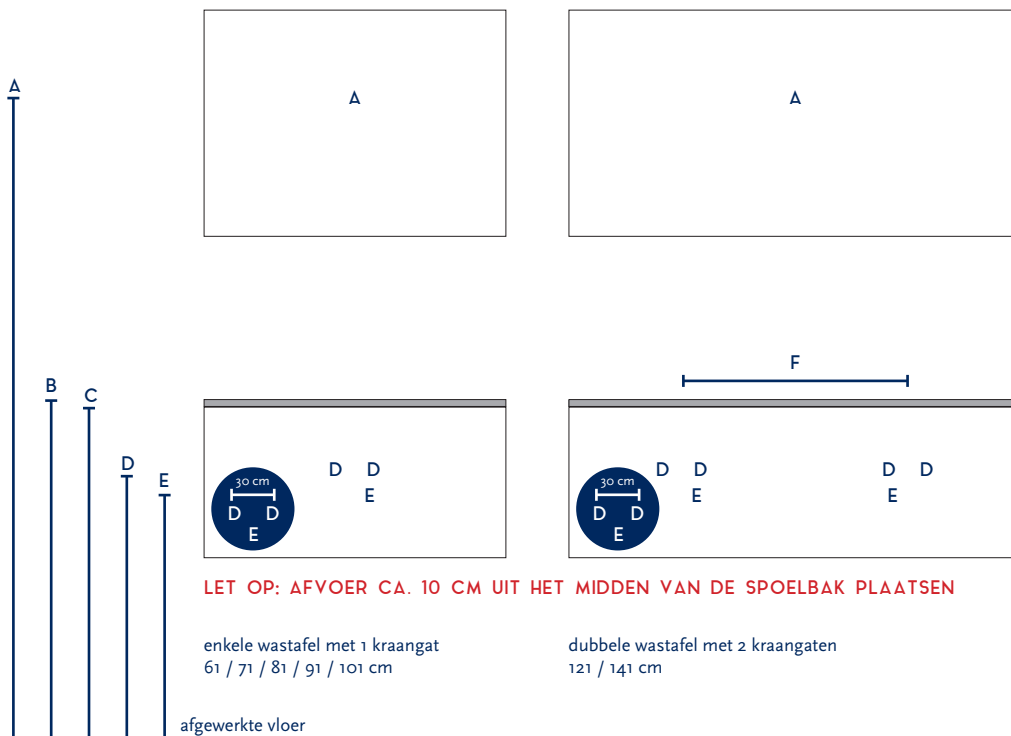 A
A
A
F
B
C
D
E
D D
E
30 cm
D D
E
D D
E
D D
E
30 cm
D D
E
LET OP: AFVOER CA. 10 CM UIT HET MIDDEN VAN DE SPOELBAK PLAATSEN
enkele wastafel met 1 kraangat
61 / 71 / 81 / 91 / 101 cm
dubbele wastafel met 2 kraangaten
121 / 141 cm
afgewerkte vloer